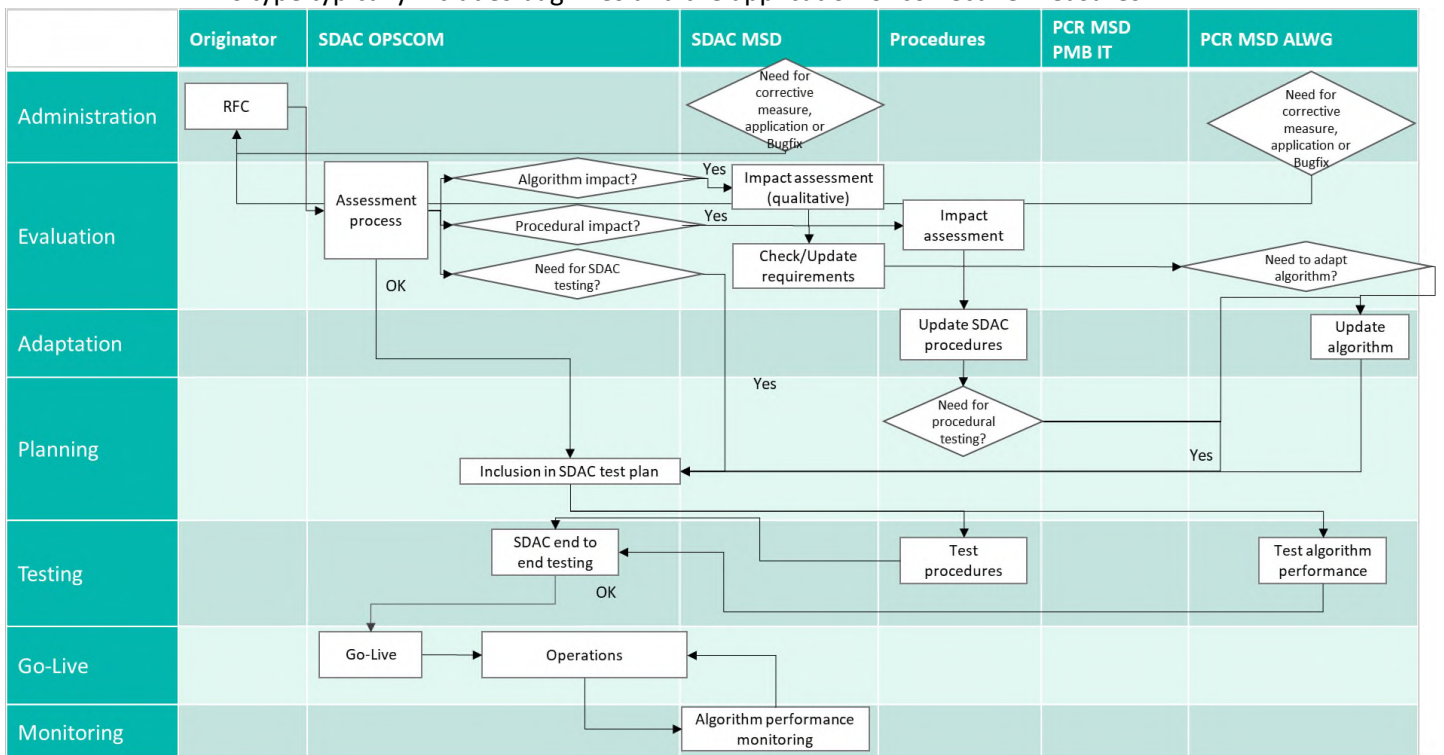 Originator
SDAC OPSCOM
SDAC MSD
Procedures
PCR MSD
PMB IT
PCR MSD ALWG
Administration
RFC
Need for
corrective
measure,
application or
Bugfix
Need for
corrective
measure,
application or
Bugfix
Evaluation
Assessment
process
Algorithm impact?
Yes
Impact assessment
(qualitative)
Procedural impact?
Yes
Impact
assessment
Need for SDAC
testing?
Check/Update
requirements
Need to adapt
algorithm?
OK
Adaptation
Update SDAC
procedures
Update
algorithm
Planning
Yes
Need for
procedural
testing?
Yes
Inclusion in SDAC test plan
Testing
SDAC end to
end testing
Test
procedures
Test algorithm
performance
OK
Go-Live
Go-Live
Operations
Monitoring
Algorithm performance
monitoring